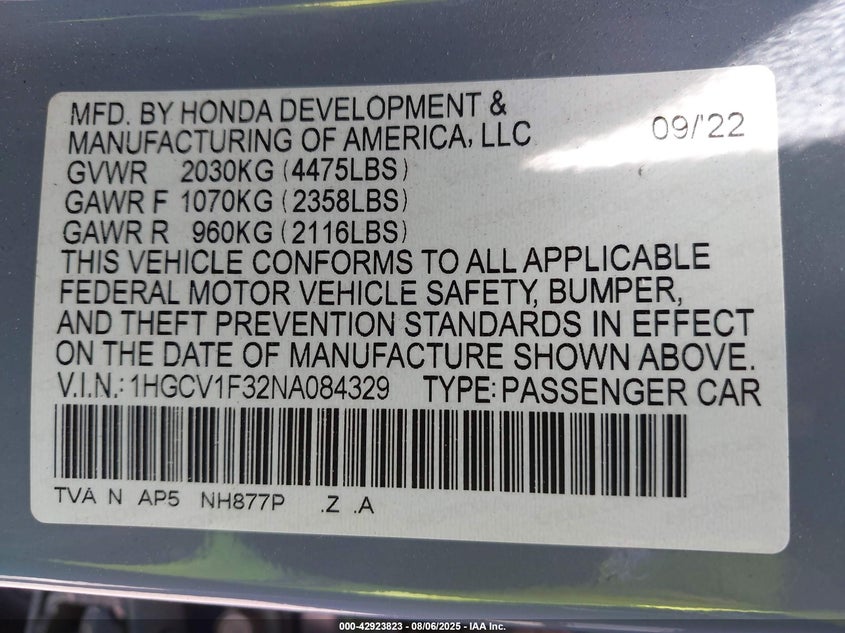 MFD. BY HONDA DEVELOPMENT &
MANUFACTURING OF AMERICA, LLC 09/'22
GVWR 2030KG (4475LBS)
GAWR F 1070KG (2358LBS)
GAWR R 960KG (2116LBS)
THIS VEHICLE CONFORMS TO ALL APPLICABLE
FEDERAL MOTOR VEHICLE SAFETY, BUMPER,
AND THEFT PREVENTION STANDARDS IN EFFECT
ON THE DATE OF MANUFACTURE SHOWN ABOVE.
V.I.N.: 1HGCV1F32NA084329 TYPE: PASSENGER CAR
TVA N AP5 NH877P .Z .A
000-42923823 - 08/06/2025 - IAA Inc.